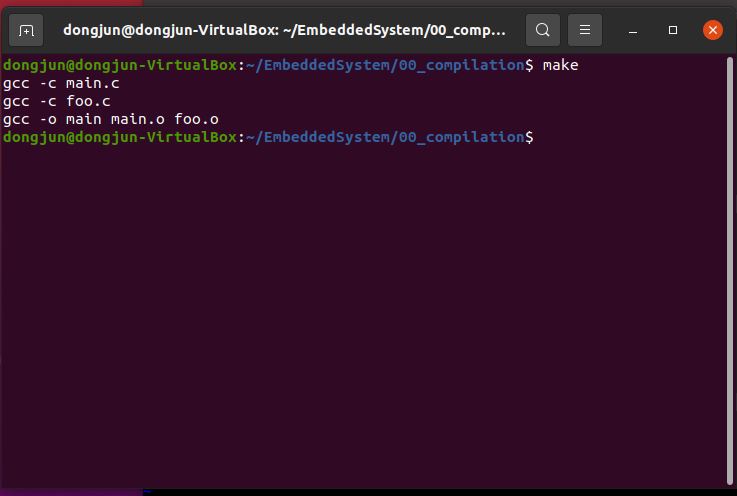 dongjun@dongjun-VirtualBox: ~/EmbeddedSystem/00_comp...
dongjun@dongjun-VirtualBox:~/EmbeddedSystem/00_compilation$ make
gcc -c main.c
gcc -c foo.c
gcc -o main main.o foo.o
dongjun@dongjun-VirtualBox:~/EmbeddedSystem/00_compilation$
~